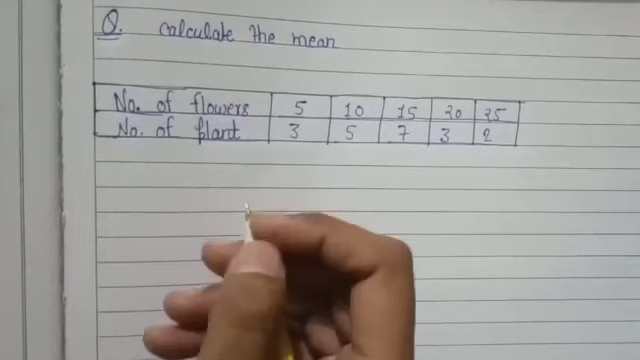 Q. calculate the mean
No. of flowers 5 10 15 20 25
No. of plant 3 5 7 3 2